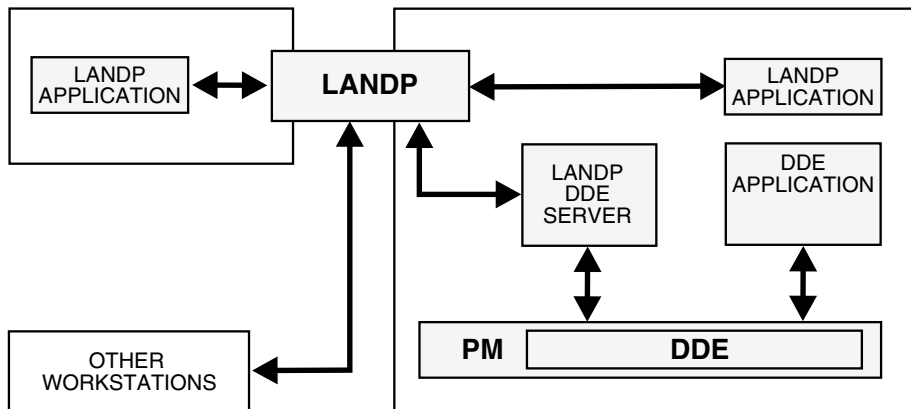 LANDP
APPLICATION
LANDP
LANDP
APPLICATION
LANDP
DDE
SERVER
DDE
APPLICATION
PM
DDE
OTHER
WORKSTATIONS